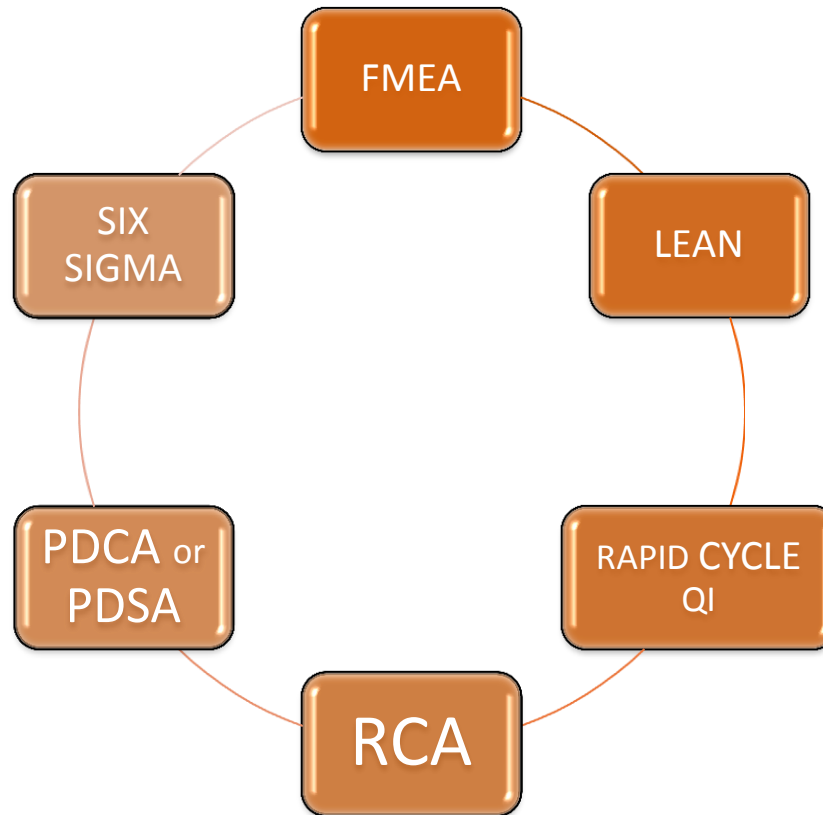 FMEA
LEAN
RAPID CYCLE
QI
RCA
PDCA or
PDSA
SIX
SIGMA